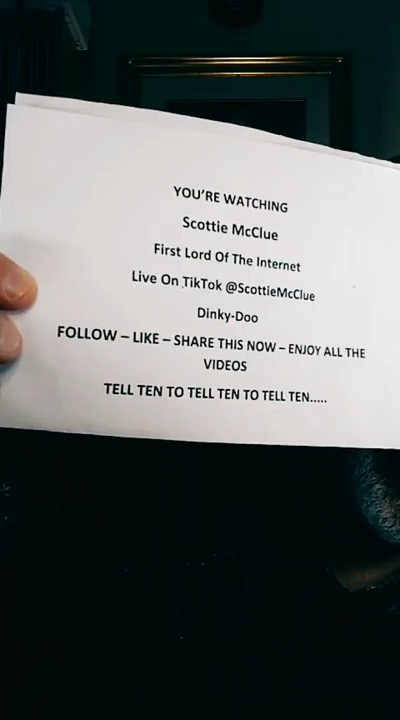 YOU'RE WATCHING
Scottie McClue
First Lord Of The Internet
Live On TikTok @ScottieMcClue
Dinky-Doo
FOLLOW – LIKE – SHARE THIS NOW – ENJOY ALL THE
VIDEOS
TELL TEN TO TELL TEN TO TELL TEN.....